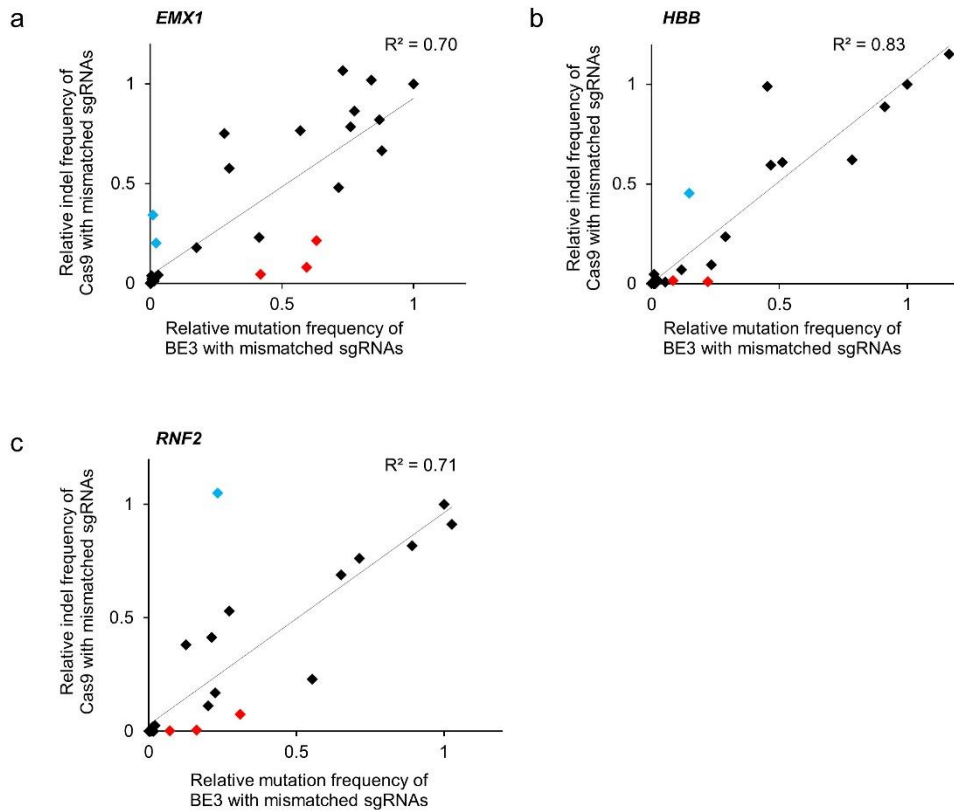 a
EMX1
R² = 0.70
Relative indel frequency of
Cas9 with mismatched sgRNAs
1
0.5
0
0
0.5
1
Relative mutation frequency of
BE3 with mismatched sgRNAs
b
HBB
R² = 0.83
Relative indel frequency of
Cas9 with mismatched sgRNAs
1
0.5
0
0
0.5
1
Relative mutation frequency of
BE3 with mismatched sgRNAs
c
RNF2
R² = 0.71
Relative indel frequency of
Cas9 with mismatched sgRNAs
1
0.5
0
0
0.5
1
Relative mutation frequency of
BE3 with mismatched sgRNAs